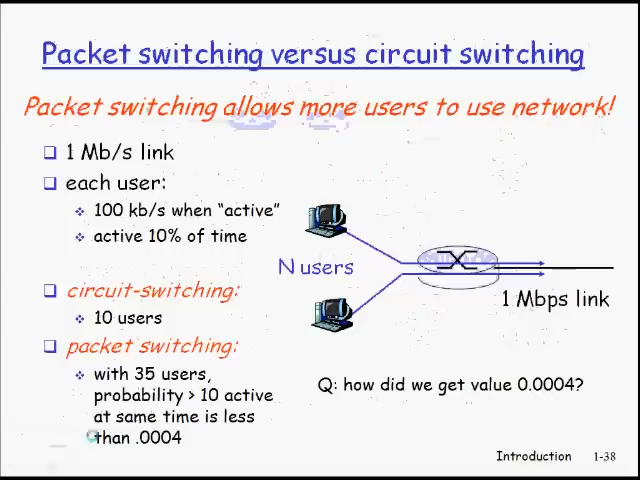 Packet switching versus circuit switching
Packet switching allows more users to use network!
1 Mb/s link
each user:
100 kb/s when “active”
active 10% of time
circuit-switching:
10 users
packet switching:
with 35 users,
probability > 10 active
at same time is less
than .0004
N users
1 Mbps link
Q: how did we get value 0.0004?
Introduction 1-38